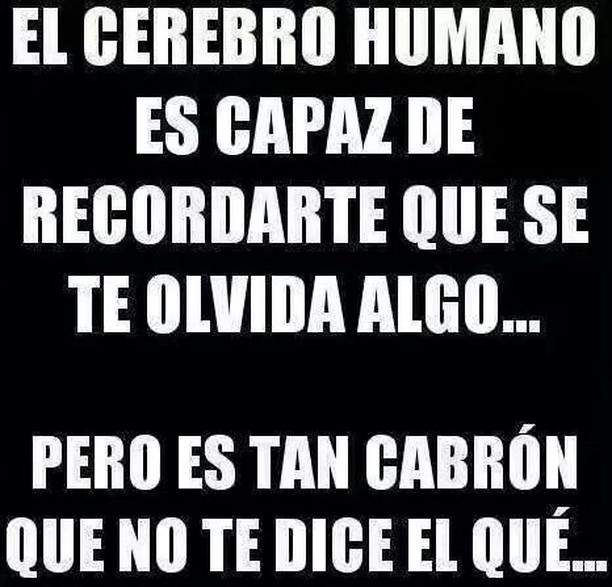 EL CEREBRO HUMANO
ES CAPAZ DE
RECORDARTE QUE SE
TE OLVIDA ALGO...
PERO ES TAN CABRÓN
QUE NO TE DICE EL QUÉ....